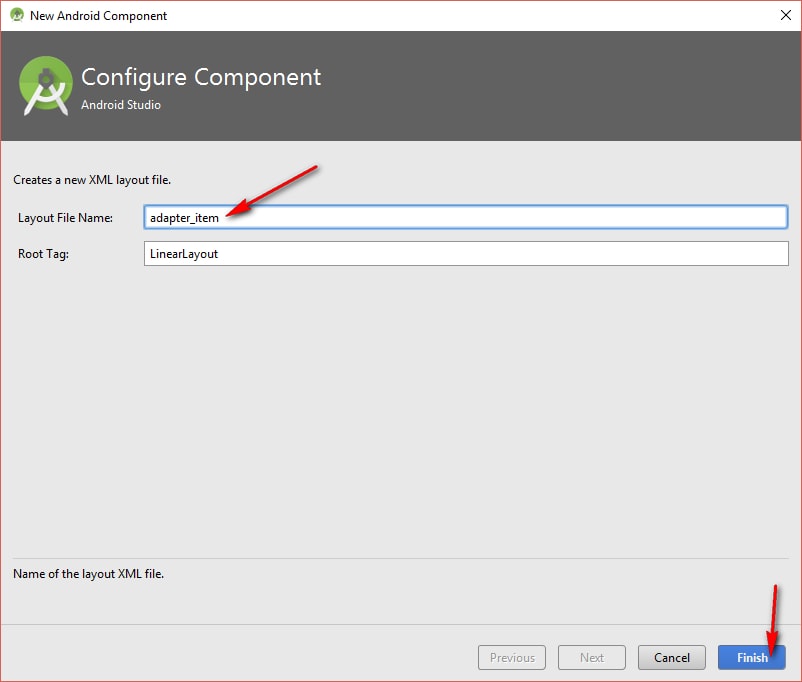 New Android Component
Configure Component
Android Studio
Creates a new XML layout file.
Layout File Name: adapter_item
Root Tag: LinearLayout
Name of the layout XML file.
Previous Next Cancel Finish